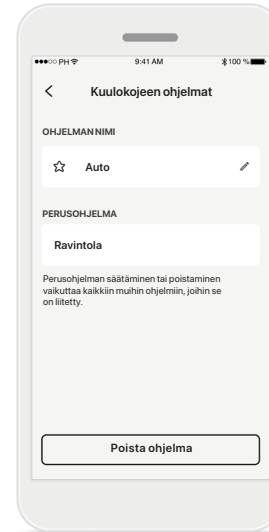 PH 9:41 AM 100 %
Kuulokojeen ohjelmat
OHJELMAN NIMI
Auto
PERUSOHJELMA
Ravintola
Perusohjelman säätäminen tai poistaminen
vaikuttaa kaikkiin muihin ohjelmiin, joihin se
on liitetty.
Poista ohjelma